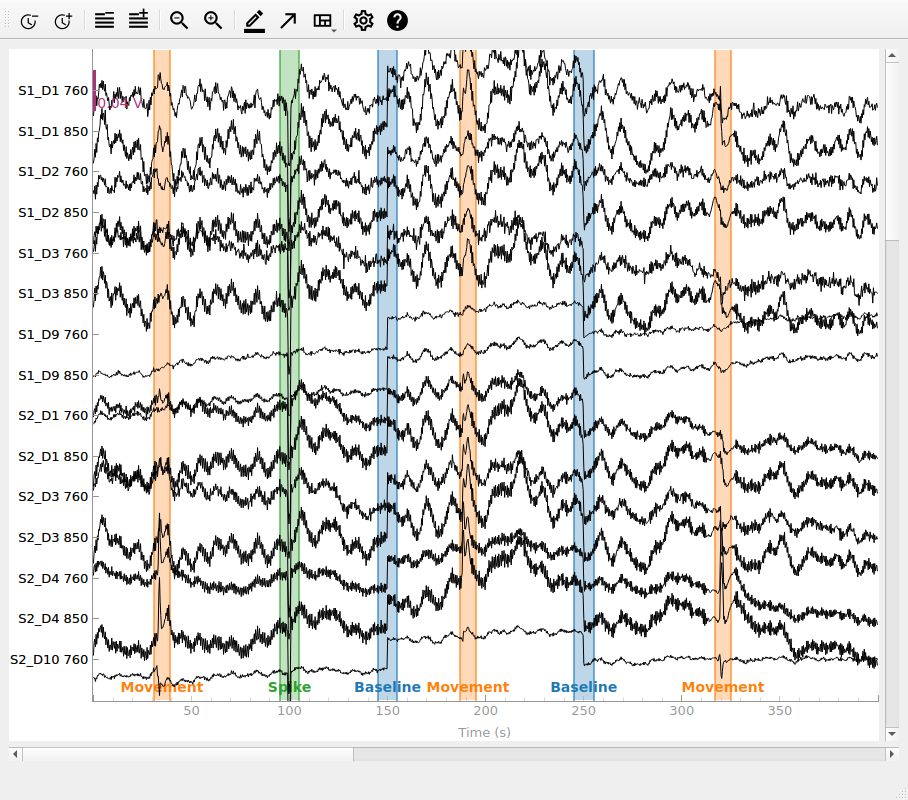 S1_D1 760
0.04 V
S1_D1 850
S1_D2 760
S1_D2 850
S1_D3 760
S1_D3 850
S1_D9 760
S1_D9 850
S2_D1 760
S2_D1 850
S2_D3 760
S2_D3 850
S2_D4 760
S2_D4 850
S2_D10 760
Movement Spike Baseline Movement Baseline Movement
50 100 150 200 250 300 350
Time (s)